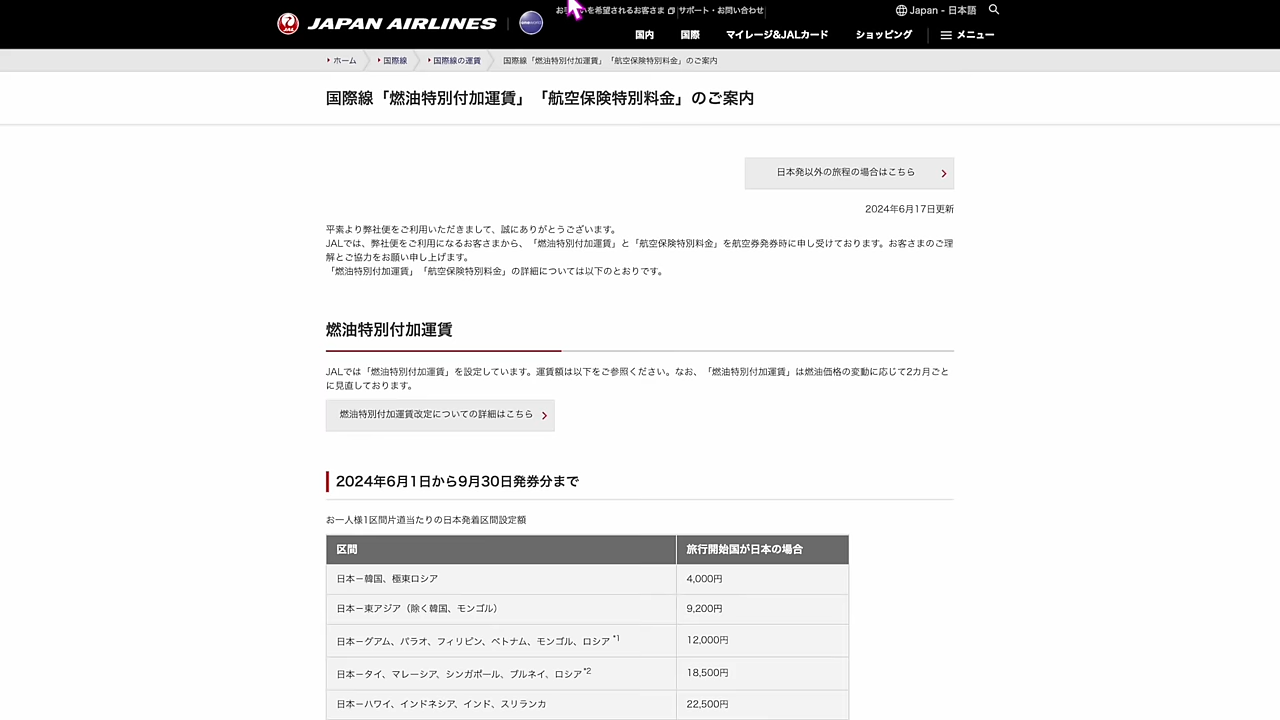 JAPAN AIRLINES
お手伝いを希望されるお客さま サポート・お問い合わせ
Japan - 日本語
国内 国際 マイレージ&JALカード ショッピング メニュー
ホーム 国際線 国際線の運賃 国際線「燃油特別付加運賃」「航空保険特別料金」のご案内
国際線「燃油特別付加運賃」「航空保険特別料金」のご案内
日本発以外の旅程の場合はこちら
2024年6月17日更新
平素より弊社便をご利用いただきまして、誠にありがとうございます。
JALでは、弊社便をご利用になるお客さまから、「燃油特別付加運賃」と「航空保険特別料金」を航空券発券時に申し受けております。お客さまのご理
解とご協力をお願い申し上げます。
「燃油特別付加運賃」「航空保険特別料金」の詳細については以下のとおりです。
燃油特別付加運賃
JALでは「燃油特別付加運賃」を設定しています。運賃額は以下をご参照ください。なお、「燃油特別付加運賃」は燃油価格の変動に応じて2カ月ごと
に見直しております。
燃油特別付加運賃改定についての詳細はこちら
2024年6月1日から9月30日発券分まで
お一人様1区間片道当たりの日本発着区間設定額
区間 旅行開始国が日本の場合
日本－韓国、極東ロシア 4,000円
日本－東アジア（除く韓国、モンゴル） 9,200円
日本－グアム、パラオ、フィリピン、ベトナム、モンゴル、ロシア*1 12,000円
日本－タイ、マレーシア、シンガポール、ブルネイ、ロシア*2 18,500円
日本－ハワイ、インドネシア、インド、スリランカ 22,500円